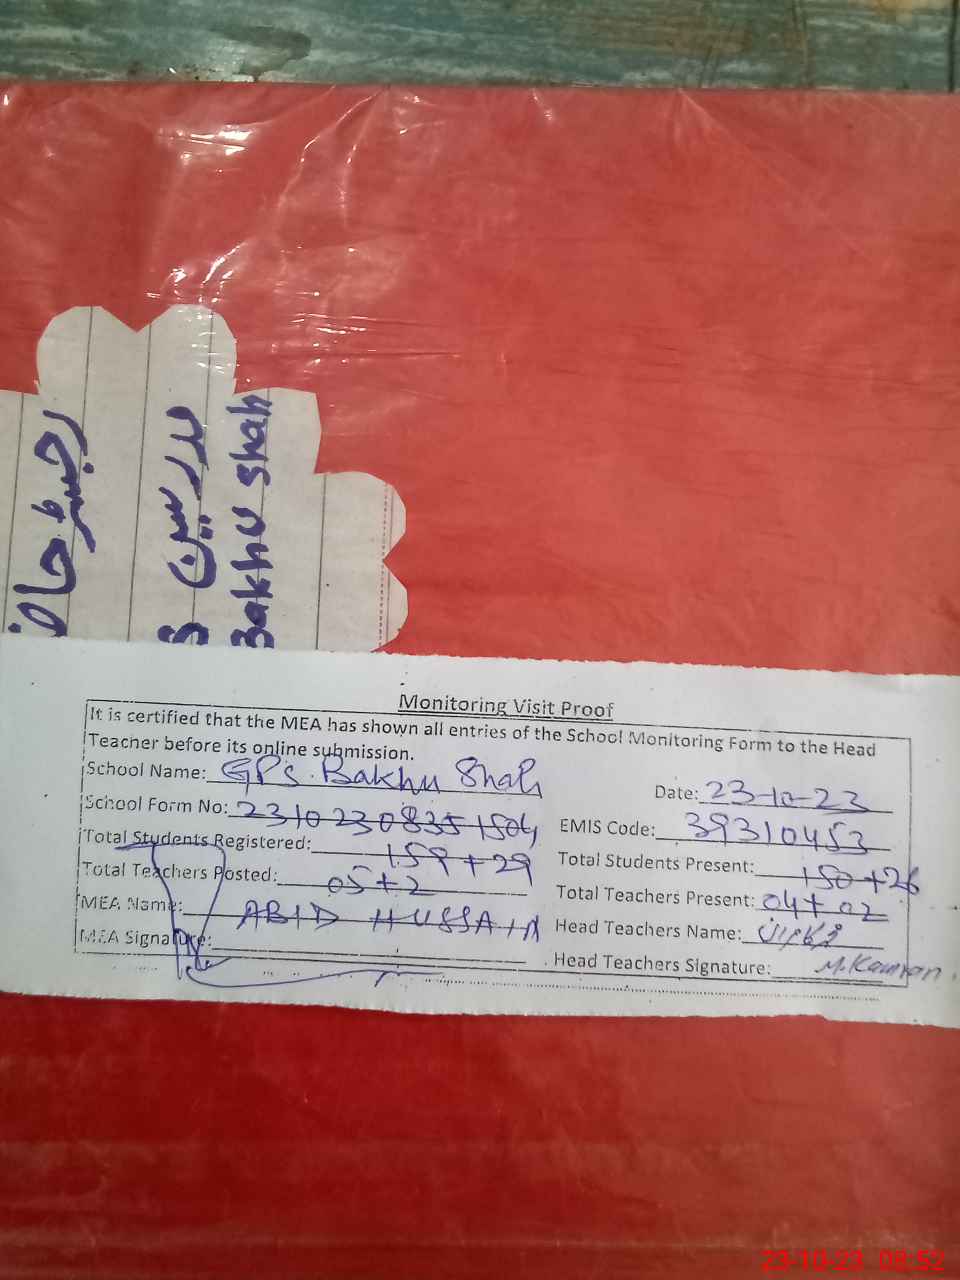 رجسٹر حاضری
مدرسین
Bakhu Shah
Monitoring Visit Proof
It is certified that the MEA has shown all entries of the School Monitoring Form to the Head
Teacher before its online submission.
School Name: GPS. Bakhu Shah Date: 23-10-23
School Form No: 23102308351504 EMIS Code: 39310453
Total Students Registered: 159+29 Total Students Present: 150+26
Total Teachers Posted: 05+2 Total Teachers Present: 04+02
MEA Name: ABID HUSSAIN Head Teachers Name: محمد کامران
MEA Signature: Head Teachers Signature: M. Kamran
23-10-23 08:52